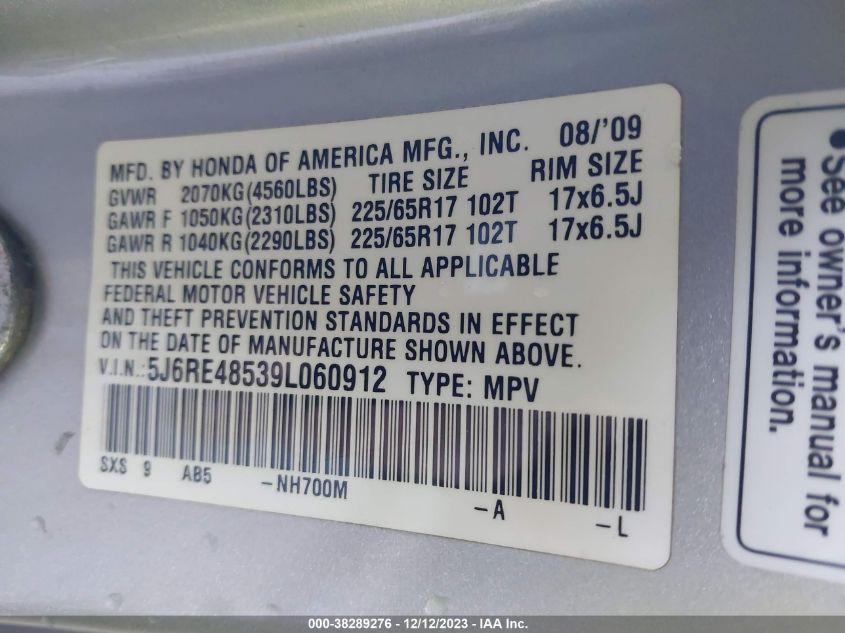 MFD. BY HONDA OF AMERICA MFG., INC. 08/'09
GVWR 2070KG(4560LBS) TIRE SIZE RIM SIZE
GAWR F 1050KG(2310LBS) 225/65R17 102T 17x6.5J
GAWR R 1040KG(2290LBS) 225/65R17 102T 17x6.5J
THIS VEHICLE CONFORMS TO ALL APPLICABLE
FEDERAL MOTOR VEHICLE SAFETY
AND THEFT PREVENTION STANDARDS IN EFFECT
ON THE DATE OF MANUFACTURE SHOWN ABOVE.
V.I.N.: 5J6RE48539L060912 TYPE: MPV
SXS 9 AB5 -NH700M -A -L
• See owner's manual for
more information.
000-38289276 - 12/12/2023 - IAA Inc.